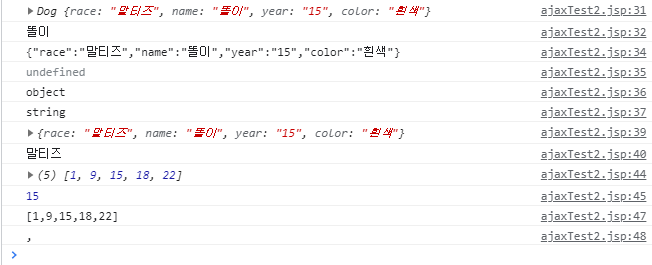 ▶Dog {race: "말티즈", name: "똘이", year: "15", color: "흰색"} ajaxTest2.jsp:31
똘이 ajaxTest2.jsp:32
{"race":"말티즈","name":"똘이","year":"15","color":"흰색"} ajaxTest2.jsp:34
undefined ajaxTest2.jsp:35
object ajaxTest2.jsp:36
string ajaxTest2.jsp:37
▶{race: "말티즈", name: "똘이", year: "15", color: "흰색"} ajaxTest2.jsp:39
말티즈 ajaxTest2.jsp:40
▶(5) [1, 9, 15, 18, 22] ajaxTest2.jsp:44
15 ajaxTest2.jsp:45
[1,9,15,18,22] ajaxTest2.jsp:47
, ajaxTest2.jsp:48
>